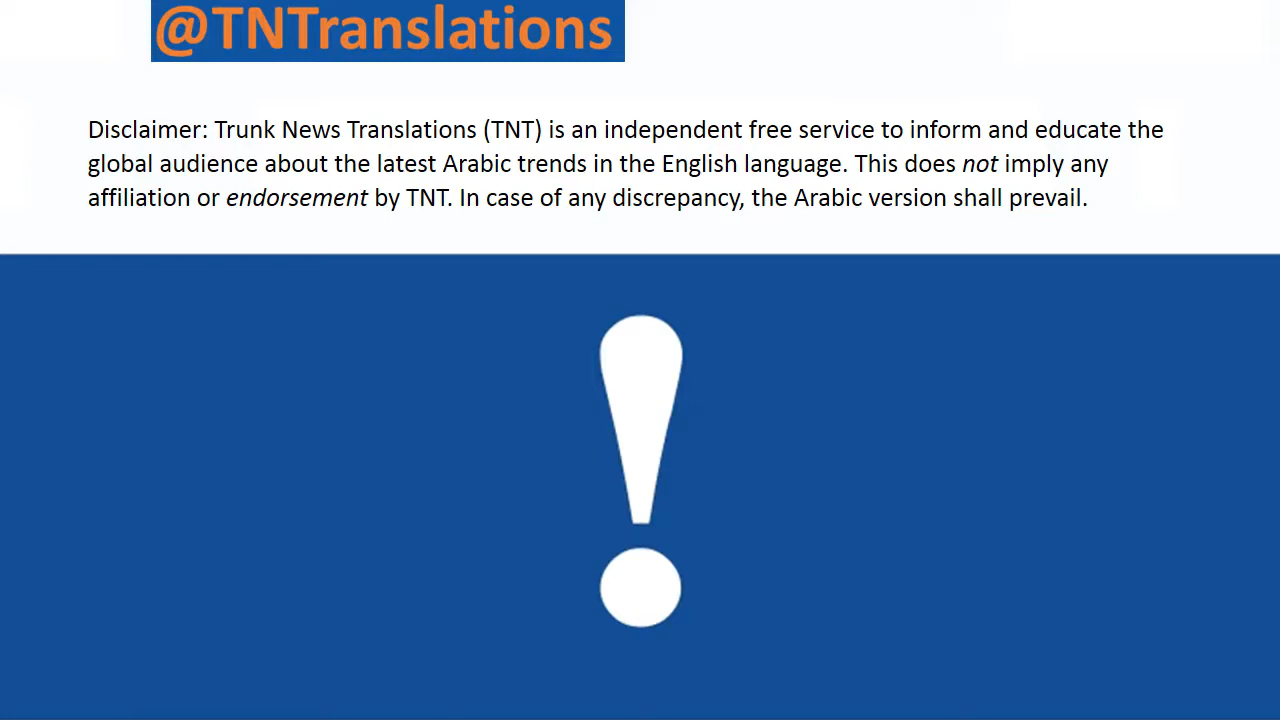 @TNTranslations
Disclaimer: Trunk News Translations (TNT) is an independent free service to inform and educate the
global audience about the latest Arabic trends in the English language. This does not imply any
affiliation or endorsement by TNT. In case of any discrepancy, the Arabic version shall prevail.
!